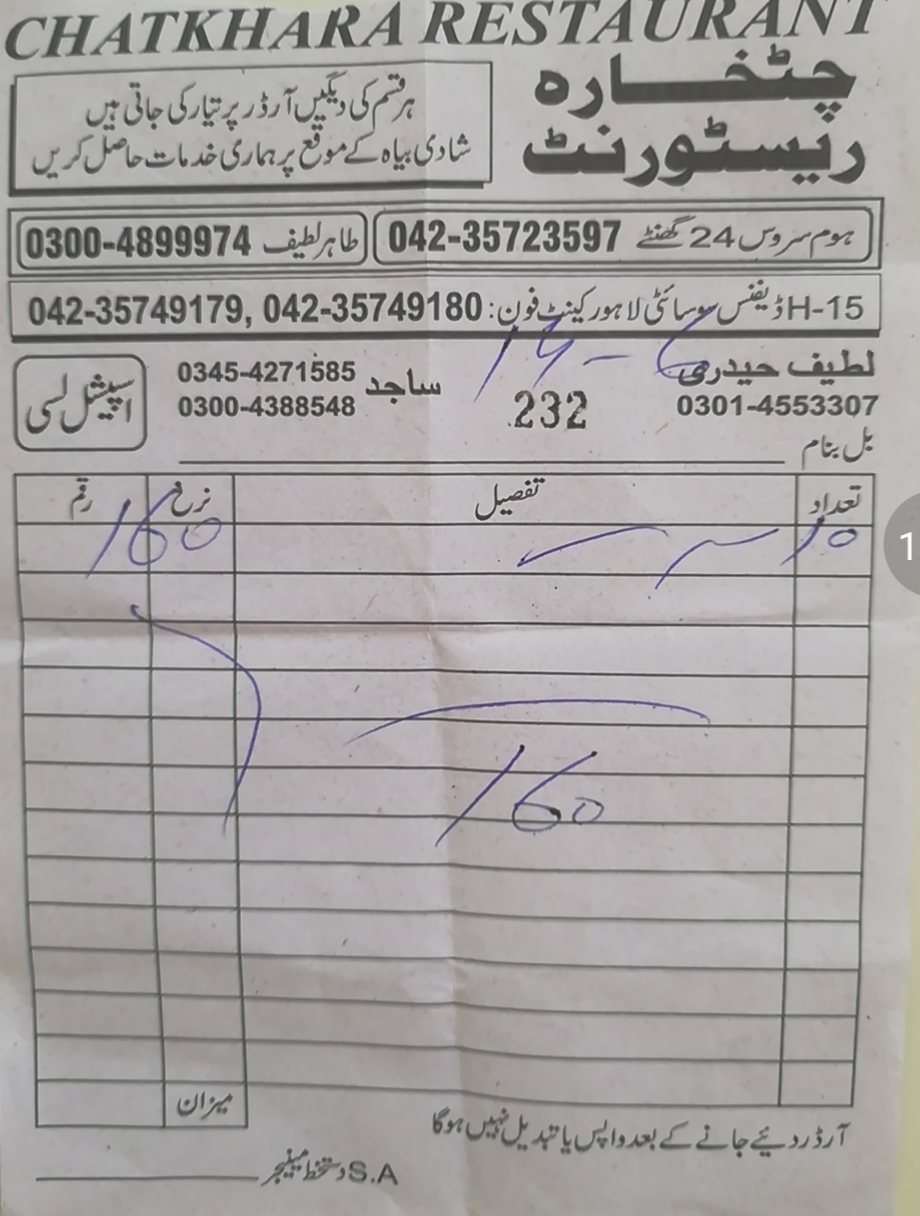 CHATKHARA RESTAURANT
چٹخارہ
ریسٹورنٹ
ہر قسم کی دیگیں آرڈر پر تیار کی جاتی ہیں
شادی بیاہ کے موقع پر ہماری خدمات حاصل کریں
ہوم سروس 24 گھنٹے 042-35723597
طاہر لطیف 0300-4899974
H-15 ڈیفنس سوسائٹی لاہور کینٹ فون: 042-35749180, 042-35749179
14-6
لطیف حیدری
0301-4553307
232
ساجد 0345-4271585
0300-4388548
اسپیشل لسی
بل بنام
تعداد تفصیل نرخ رقم
10 160
160
میزان
آرڈر دئیے جانے کے بعد واپس یا تبدیل نہیں ہوگا
S.A دستخط مینیجر
1